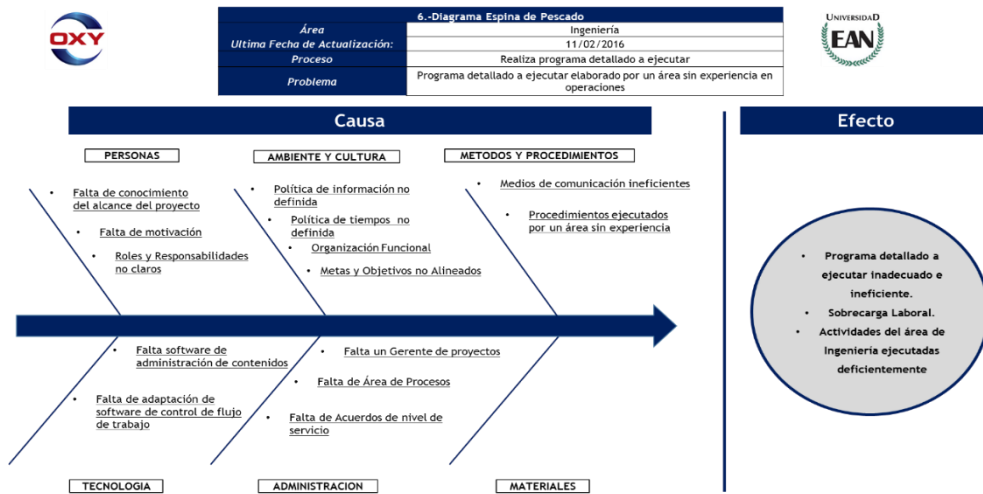 OXY
6.-Diagrama Espina de Pescado
Área
Ingeniería
Ultima Fecha de Actualización:
11/02/2016
Proceso
Realiza programa detallado a ejecutar
Problema
Programa detallado a ejecutar elaborado por un área sin experiencia en
operaciones
UNIVERSIDAD
EAN
Causa
Efecto
PERSONAS
AMBIENTE Y CULTURA
METODOS Y PROCEDIMIENTOS
• Falta de conocimiento
del alcance del proyecto
• Falta de motivación
• Roles y Responsabilidades
no claros
• Política de información no
definida
• Política de tiempos no
definida
• Organización Funcional
• Metas y Objetivos no Alineados
• Medios de comunicación ineficientes
• Procedimientos ejecutados
por un área sin experiencia
• Programa detallado a
ejecutar inadecuado e
ineficiente.
• Sobrecarga Laboral.
• Actividades del área de
Ingeniería ejecutadas
deficientemente
• Falta software de
administración de contenidos
• Falta de adaptación de
software de control de flujo
de trabajo
• Falta un Gerente de proyectos
• Falta de Área de Procesos
• Falta de Acuerdos de nivel de
servicio
TECNOLOGIA
ADMINISTRACION
MATERIALES